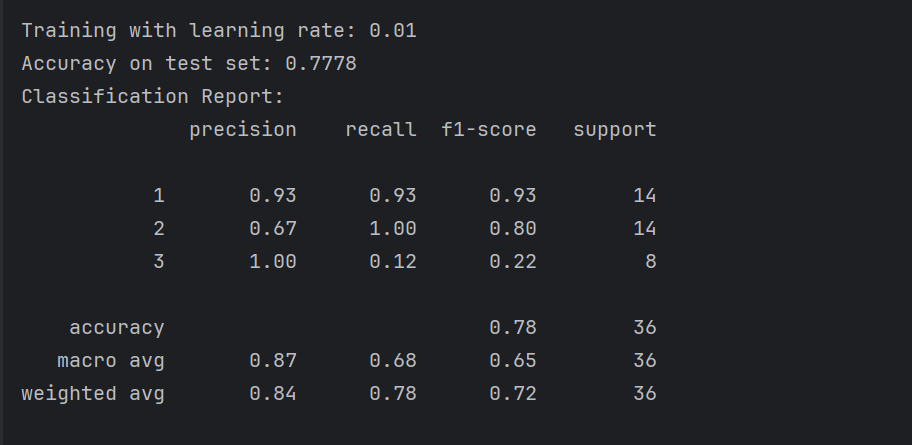 Training with learning rate: 0.01
Accuracy on test set: 0.7778
Classification Report:
              precision    recall  f1-score   support

           1       0.93      0.93      0.93        14
           2       0.67      1.00      0.80        14
           3       1.00      0.12      0.22         8

    accuracy                           0.78        36
   macro avg       0.87      0.68      0.65        36
weighted avg       0.84      0.78      0.72        36